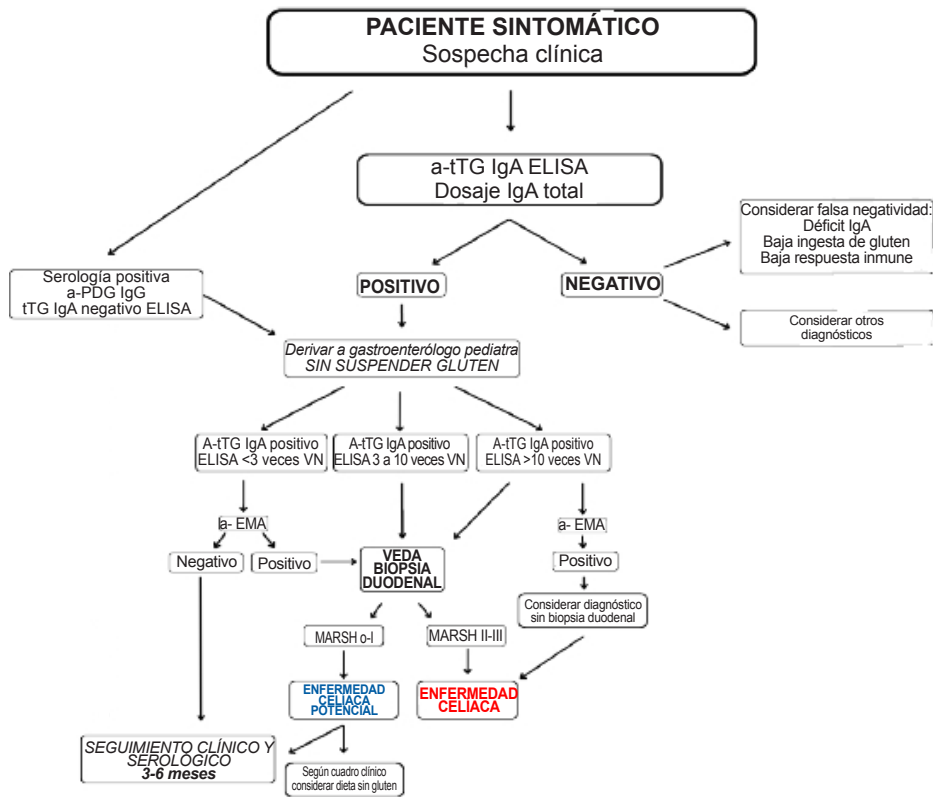 PACIENTE SINTOMÁTICO
Sospecha clínica
a-tTG IgA ELISA
Dosaje IgA total
Considerar falsa negatividad:
Déficit IgA
Baja ingesta de gluten
Baja respuesta inmune
Serología positiva
a-PDG IgG
tTG IgA negativo ELISA
POSITIVO
NEGATIVO
Considerar otros
diagnósticos
Derivar a gastroenterólogo pediatra
SIN SUSPENDER GLUTEN
A-tTG IgA positivo
ELISA <3 veces VN
A-tTG IgA positivo
ELISA 3 a 10 veces VN
A-tTG IgA positivo
ELISA >10 veces VN
a- EMA
a- EMA
Negativo
Positivo
VEDA
BIOPSIA
DUODENAL
Positivo
Considerar diagnóstico
sin biopsia duodenal
MARSH o-I
MARSH II-III
ENFERMEDAD
CELIACA
POTENCIAL
ENFERMEDAD
CELIACA
SEGUIMIENTO CLÍNICO Y
SEROLÓGICO
3-6 meses
Según cuadro clínico
considerar dieta sin gluten